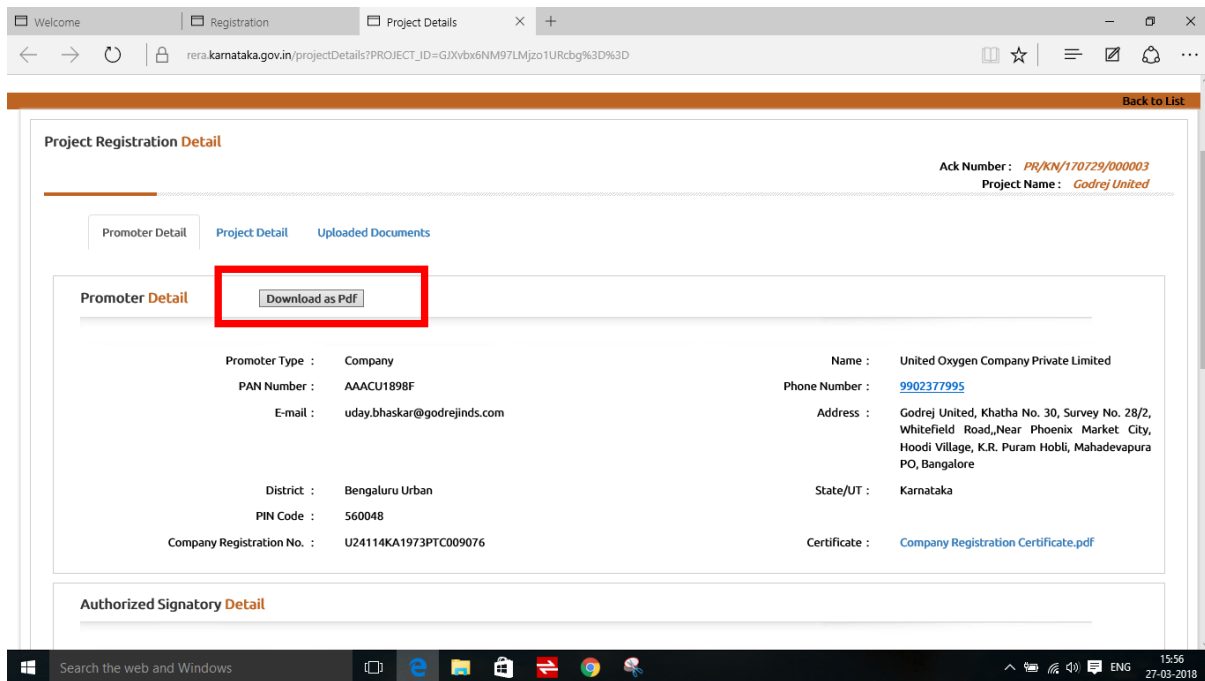 Welcome
Registration
Project Details
rera.karnataka.gov.in/projectDetails?PROJECT_ID=GJXvbx6NM97LMjzo1URcbg%3D%3D
Back to List
Project Registration Detail
Ack Number : PR/KN/170729/000003
Project Name : Godrej United
Promoter Detail Project Detail Uploaded Documents
Promoter Detail Download as Pdf
Promoter Type : Company Name : United Oxygen Company Private Limited
PAN Number : AAACU1898F Phone Number : 9902377995
E-mail : uday.bhaskar@godrejinds.com Address : Godrej United, Khatha No. 30, Survey No. 28/2,
Whitefield Road,,Near Phoenix Market City,
Hoodi Village, K.R. Puram Hobli, Mahadevapura
PO, Bangalore
District : Bengaluru Urban State/UT : Karnataka
PIN Code : 560048
Company Registration No. : U24114KA1973PTC009076 Certificate : Company Registration Certificate.pdf
Authorized Signatory Detail
Search the web and Windows
ENG
15:56
27-03-2018